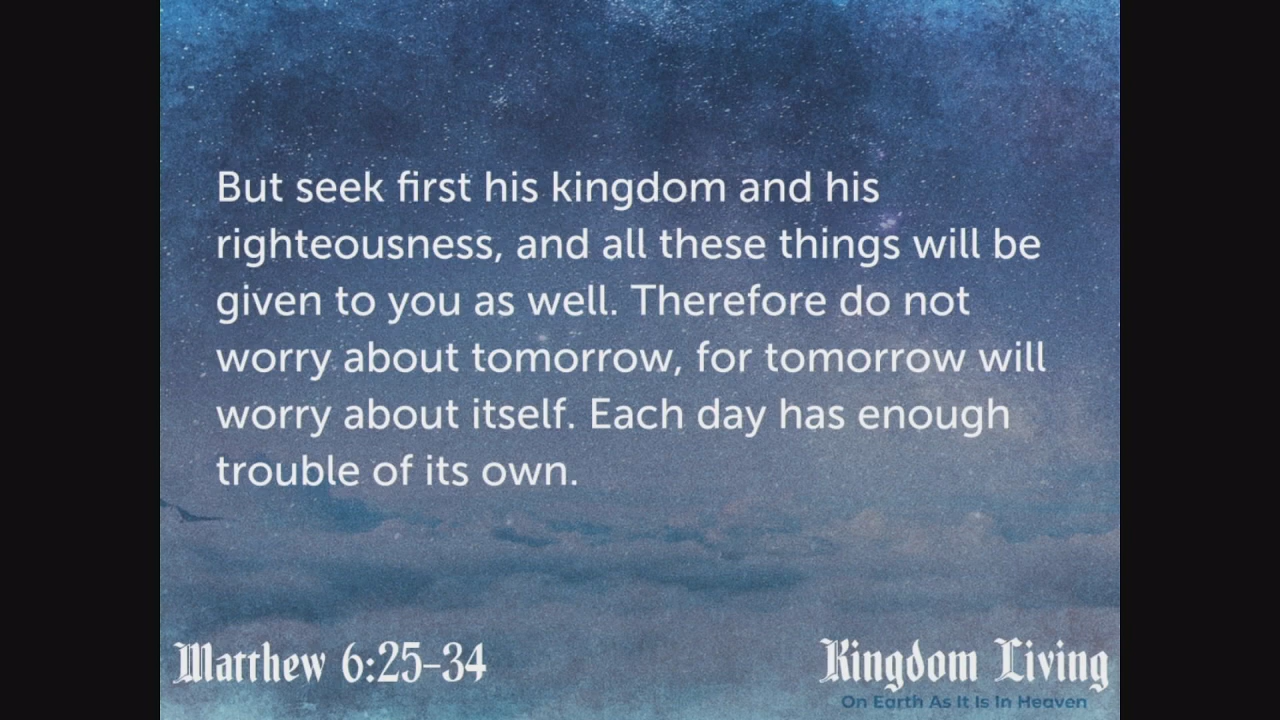 But seek first his kingdom and his
righteousness, and all these things will be
given to you as well. Therefore do not
worry about tomorrow, for tomorrow will
worry about itself. Each day has enough
trouble of its own.
Matthew 6:25-34
Kingdom Living
On Earth As It Is In Heaven